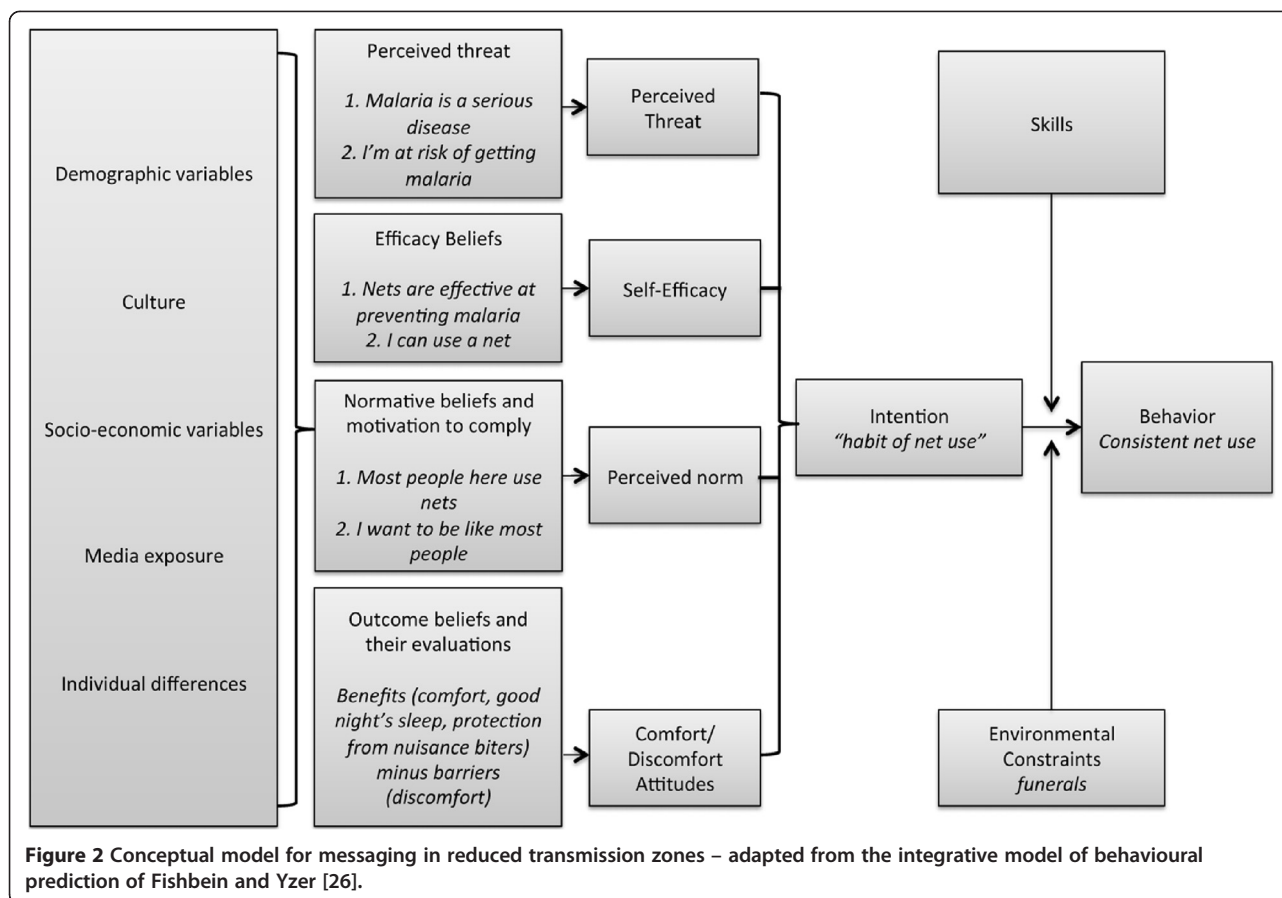 Demographic variables
Culture
Socio-economic variables
Media exposure
Individual differences
Perceived threat
1. Malaria is a serious
disease
2. I'm at risk of getting
malaria
Perceived
Threat
Efficacy Beliefs
1. Nets are effective at
preventing malaria
2. I can use a net
Self-Efficacy
Normative beliefs and
motivation to comply
1. Most people here use
nets
2. I want to be like most
people
Perceived norm
Outcome beliefs and
their evaluations
Benefits (comfort, good
night's sleep, protection
from nuisance biters)
minus barriers
(discomfort)
Comfort/
Discomfort
Attitudes
Intention
"habit of net use"
Skills
Environmental
Constraints
funerals
Behavior
Consistent net use
Figure 2 Conceptual model for messaging in reduced transmission zones – adapted from the integrative model of behavioural
prediction of Fishbein and Yzer [26].